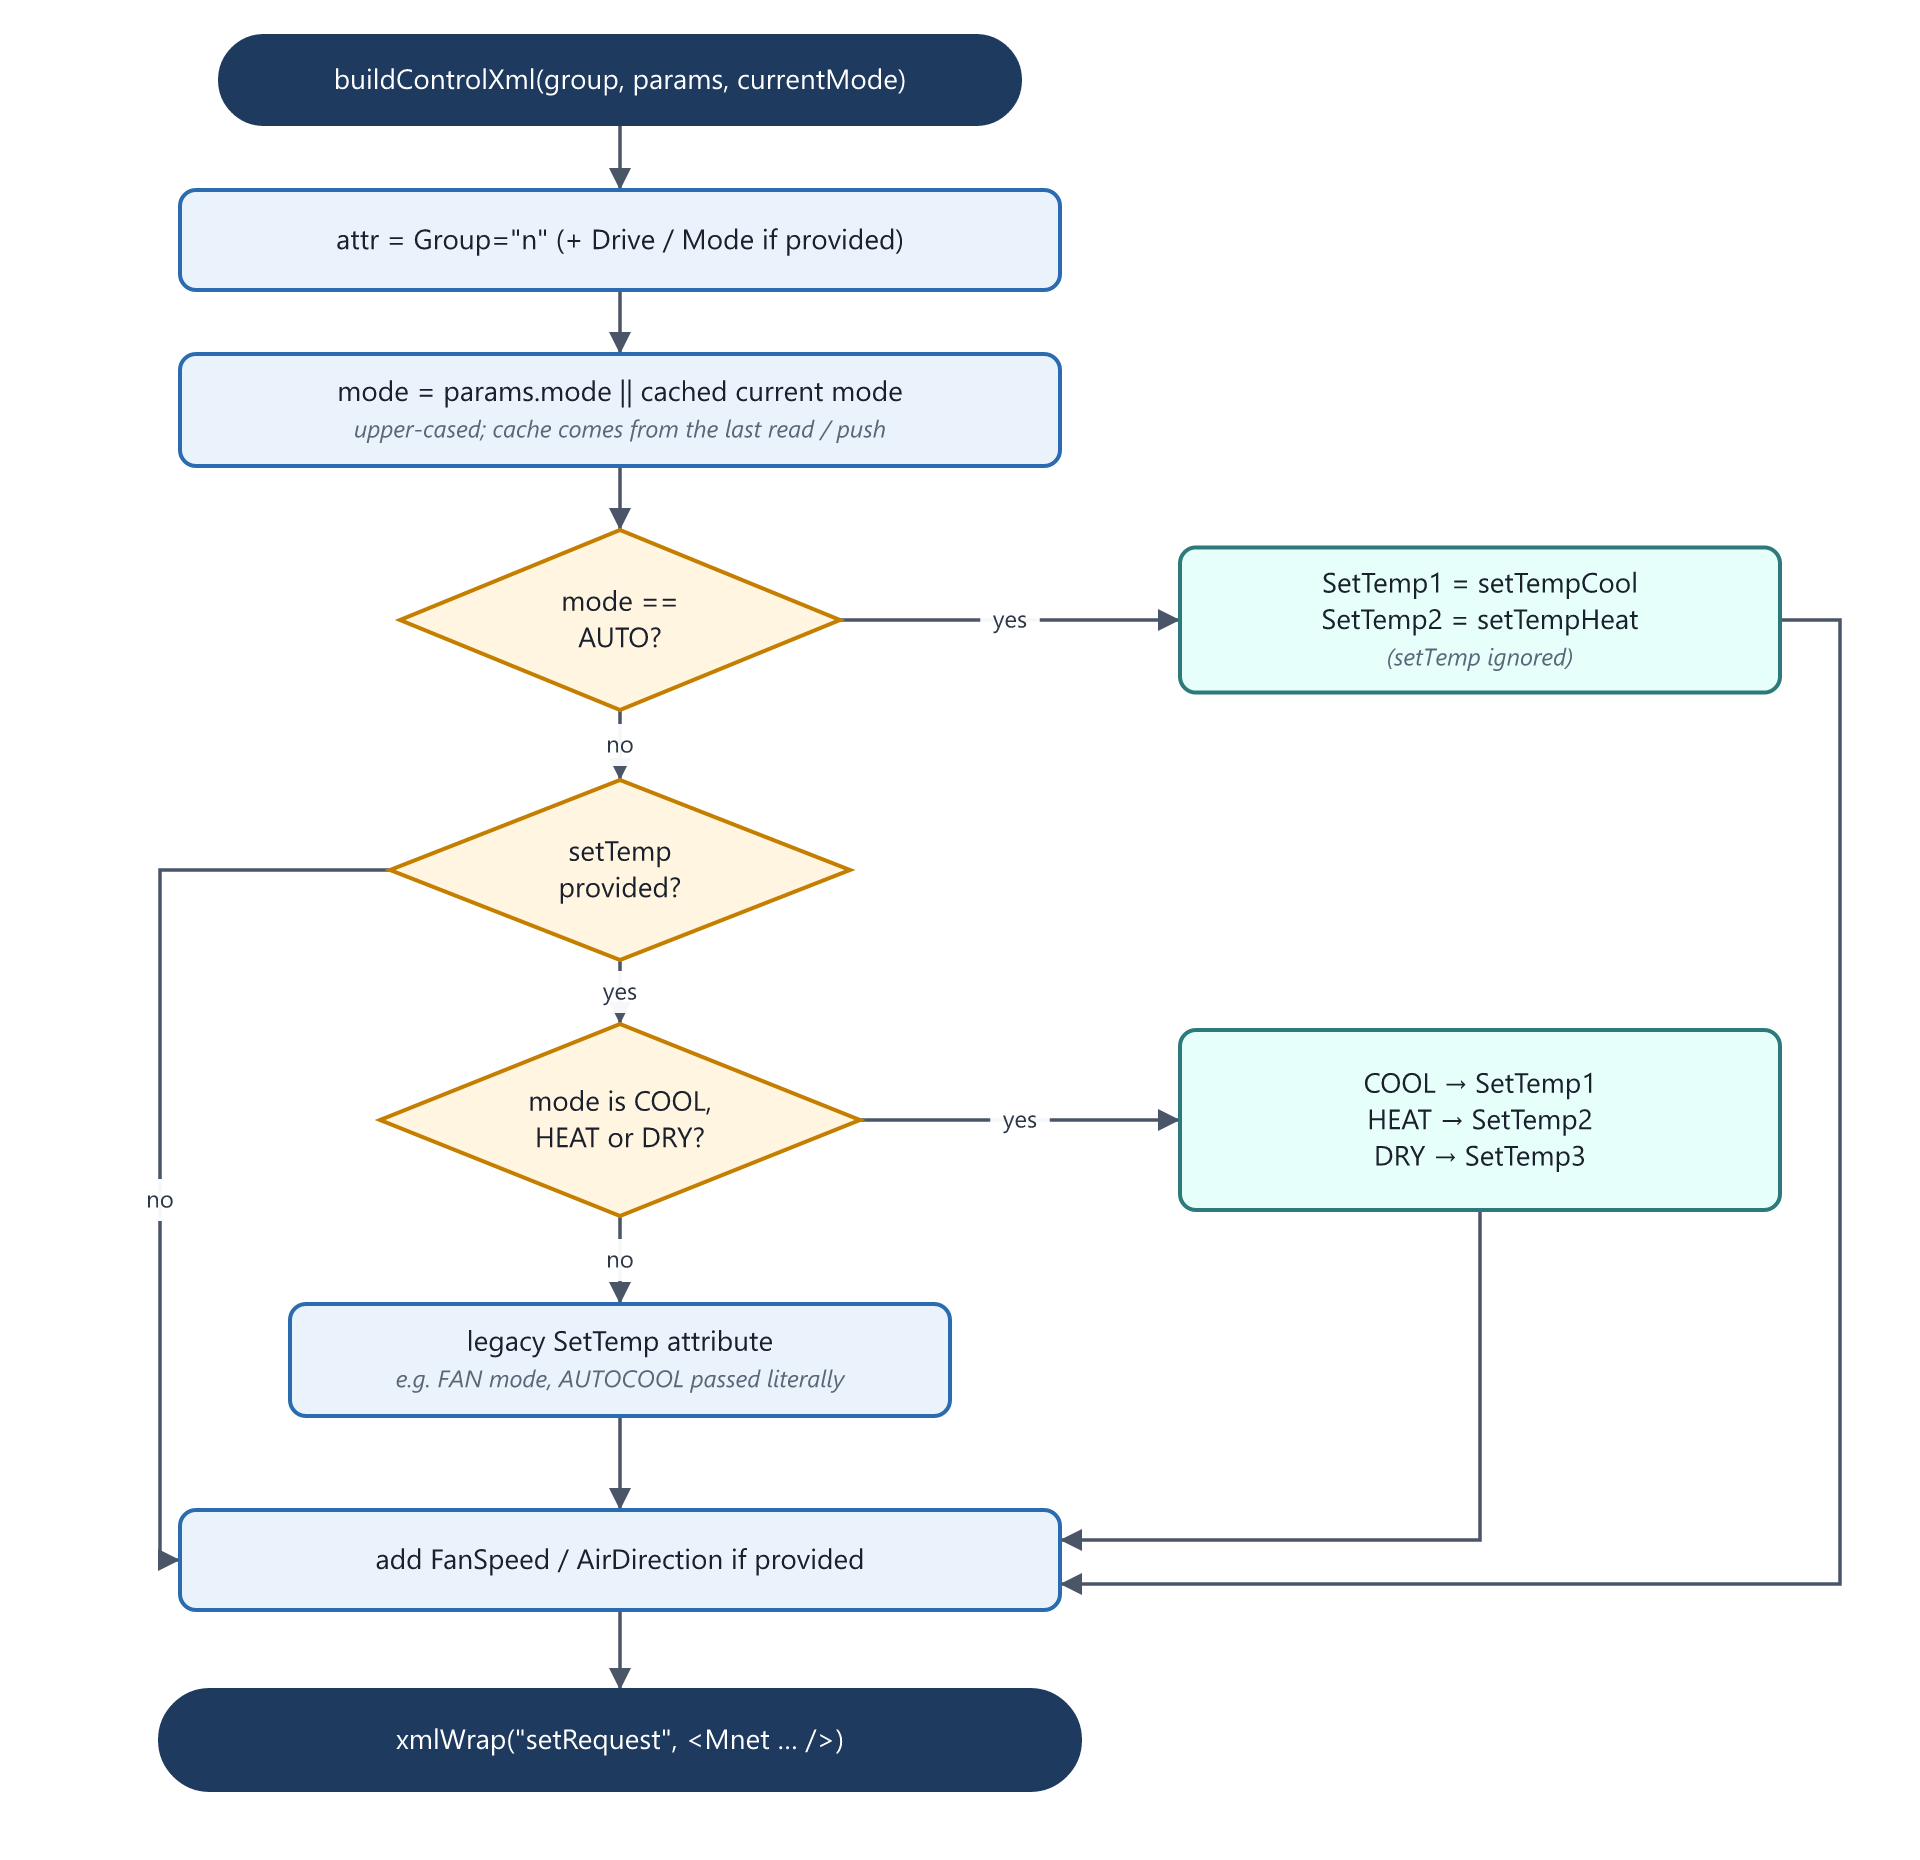 buildControlXml(group, params, currentMode)
attr = Group="n" (+ Drive / Mode if provided)
mode = params.mode || cached current mode
upper-cased; cache comes from the last read / push
mode ==
AUTO?
yes
SetTemp1 = setTempCool
SetTemp2 = setTempHeat
(setTemp ignored)
no
setTemp
provided?
yes
mode is COOL,
HEAT or DRY?
yes
COOL → SetTemp1
HEAT → SetTemp2
DRY → SetTemp3
no
no
legacy SetTemp attribute
e.g. FAN mode, AUTOCOOL passed literally
add FanSpeed / AirDirection if provided
xmlWrap("setRequest", <Mnet … />)